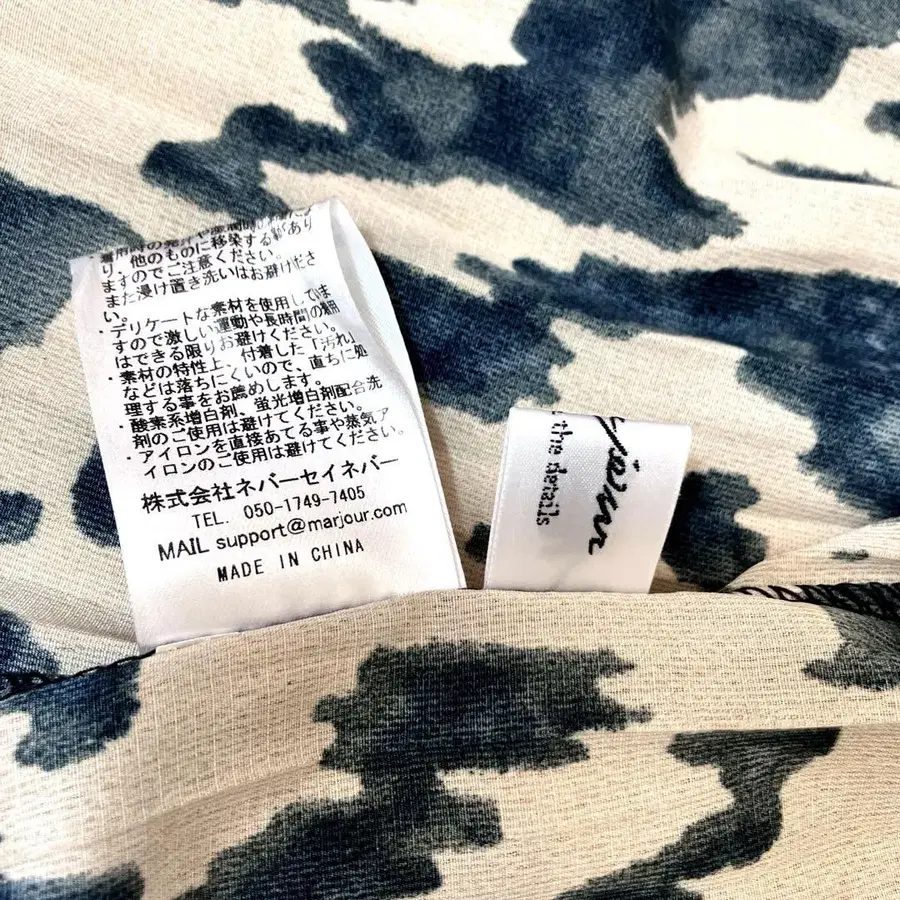 り、他のものに移染する事があり
ますのでご注意ください。
また浸け置き洗いはお避けくださ
い。
・デリケートな素材を使用していま
すので激しい運動や長時間の着用
はできる限りお避けください。
・素材の特性上、付着した「汚れ」
などは落ちにくいので、直ちに処
理する事をお薦めします。
・酸素系増白剤、蛍光増白剤配合洗
剤のご使用は避けてください。
・アイロンを直接あてる事や蒸気ア
イロンのご使用は避けてください。
株式会社ネバーセイネバー
TEL. 050-1749-7405
MAIL support@marjour.com
MADE IN CHINA
the details